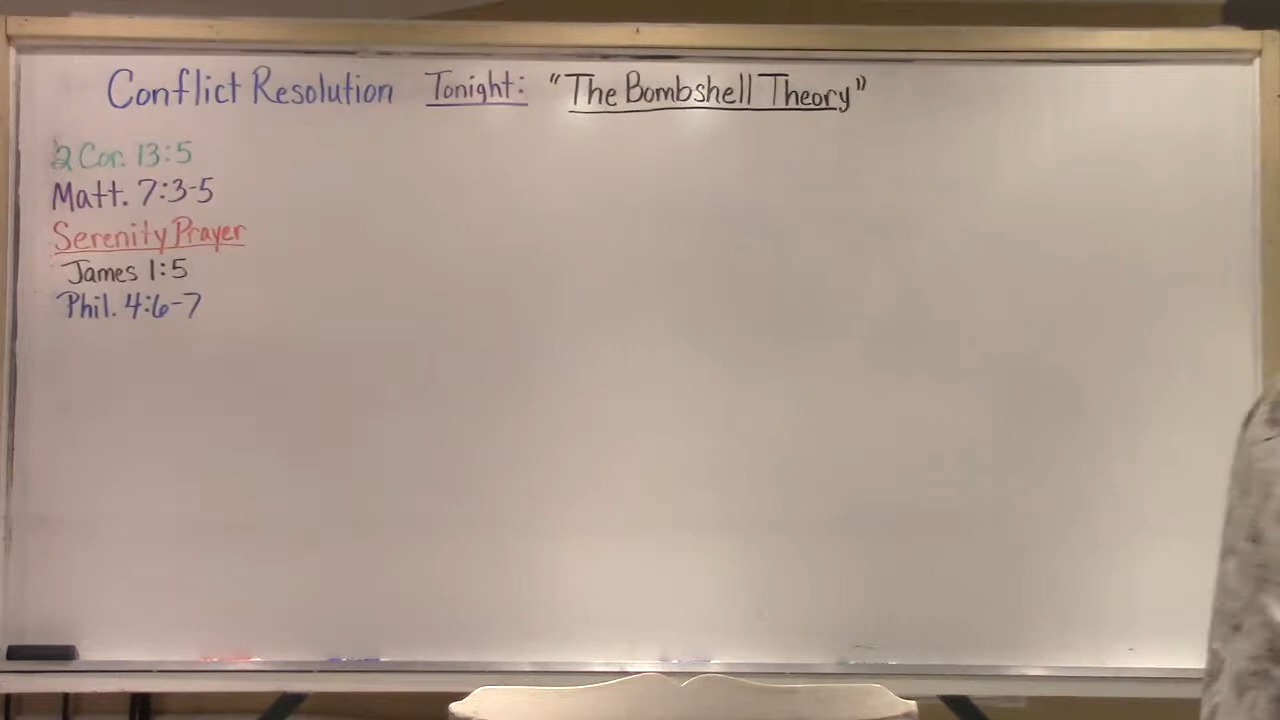 Conflict Resolution Tonight: "The Bombshell Theory"
2 Cor. 13:5
Matt. 7:3-5
Serenity Prayer
James 1:5
Phil. 4:6-7